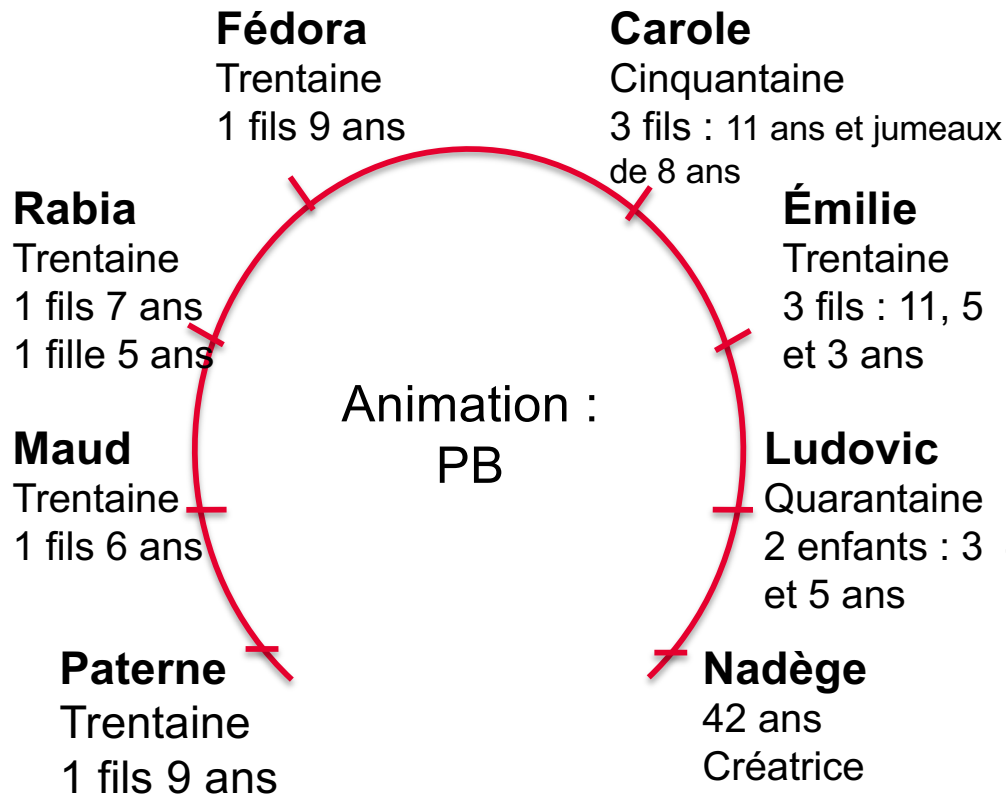 Fédora
Trentaine
1 fils 9 ans
Carole
Cinquantaine
3 fils : 11 ans et jumeaux
de 8 ans
Rabia
Trentaine
1 fils 7 ans
1 fille 5 ans
Émilie
Trentaine
3 fils : 11, 5
et 3 ans
Animation :
PB
Maud
Trentaine
1 fils 6 ans
Ludovic
Quarantaine
2 enfants : 3
et 5 ans
Paterne
Trentaine
1 fils 9 ans
Nadège
42 ans
Créatrice